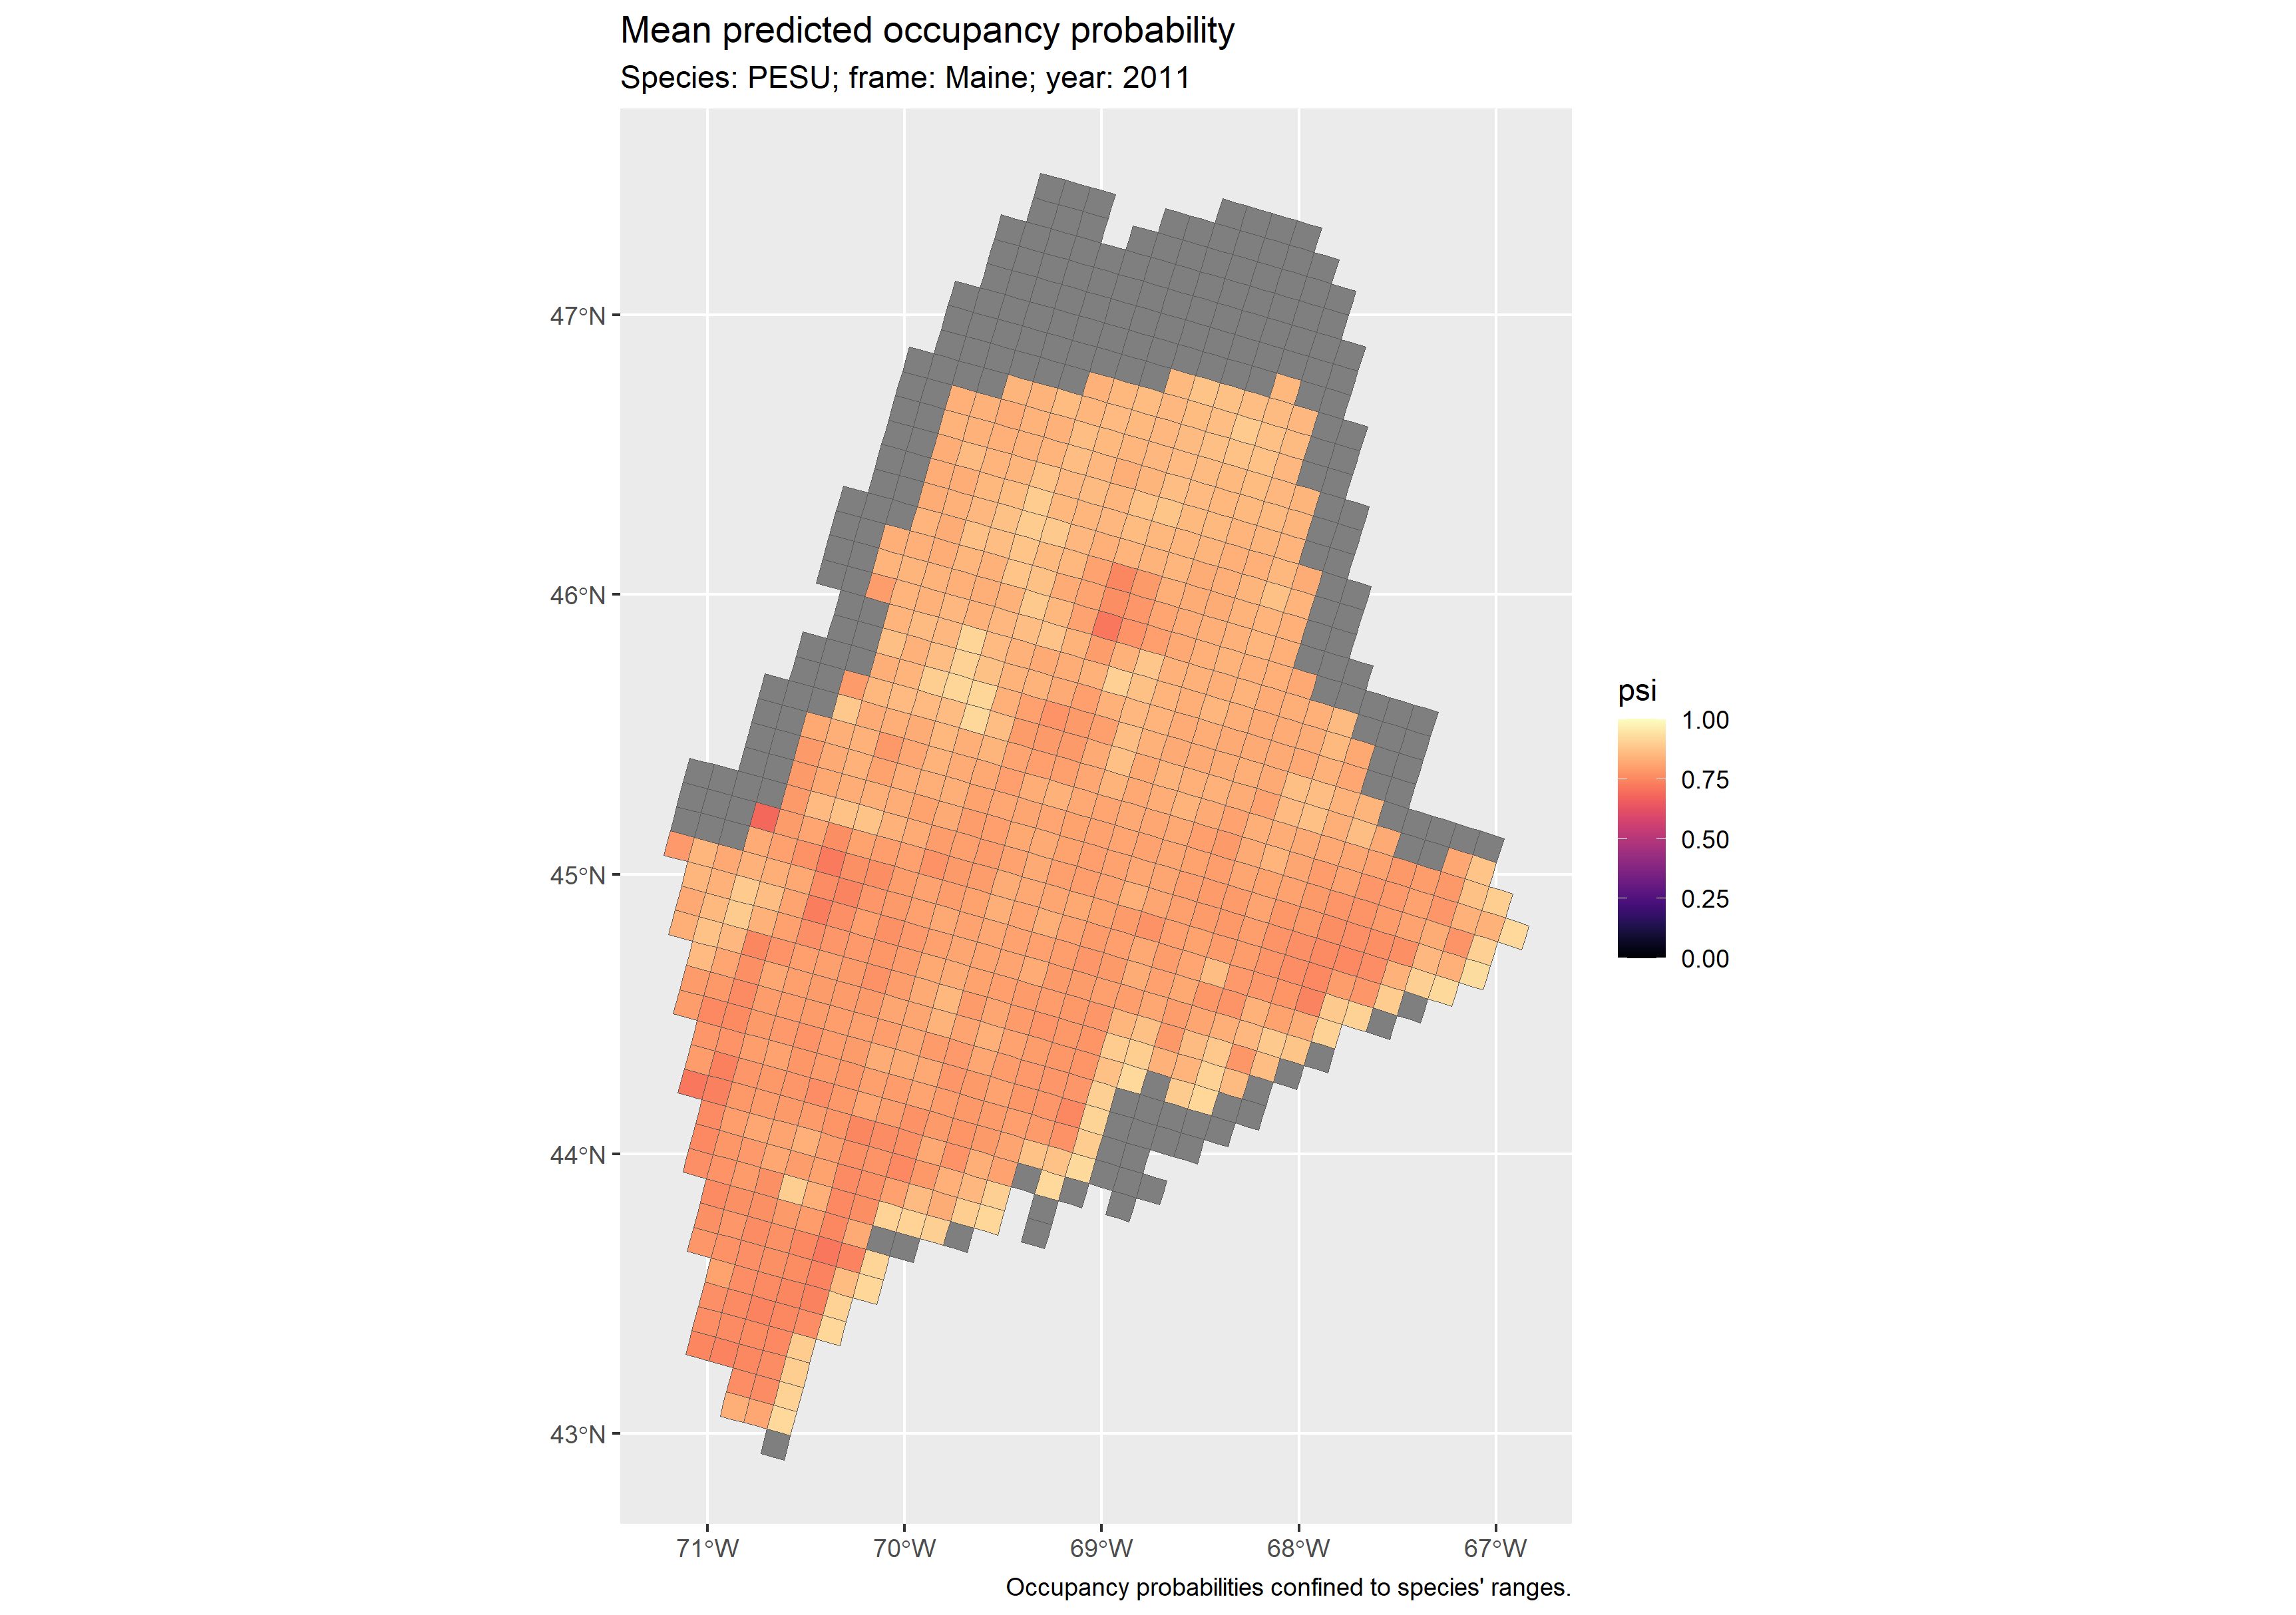 Mean predicted occupancy probability
Species: PESU; frame: Maine; year: 2011
47°N
46°N
45°N
44°N
43°N
71°W
70°W
69°W
68°W
67°W
psi
1.00
0.75
0.50
0.25
0.00
Occupancy probabilities confined to species' ranges.